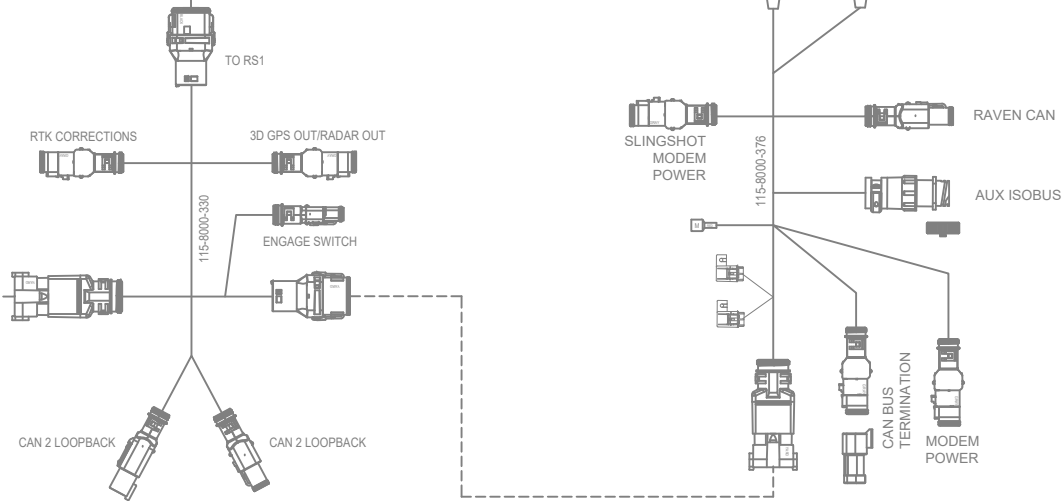 TO RS1
RTK CORRECTIONS
3D GPS OUT/RADAR OUT
115-8000-330
ENGAGE SWITCH
CAN 2 LOOPBACK
CAN 2 LOOPBACK
SLINGSHOT
MODEM
POWER
115-8000-376
RAVEN CAN
AUX ISOBUS
M
CAN BUS
TERMINATION
MODEM
POWER